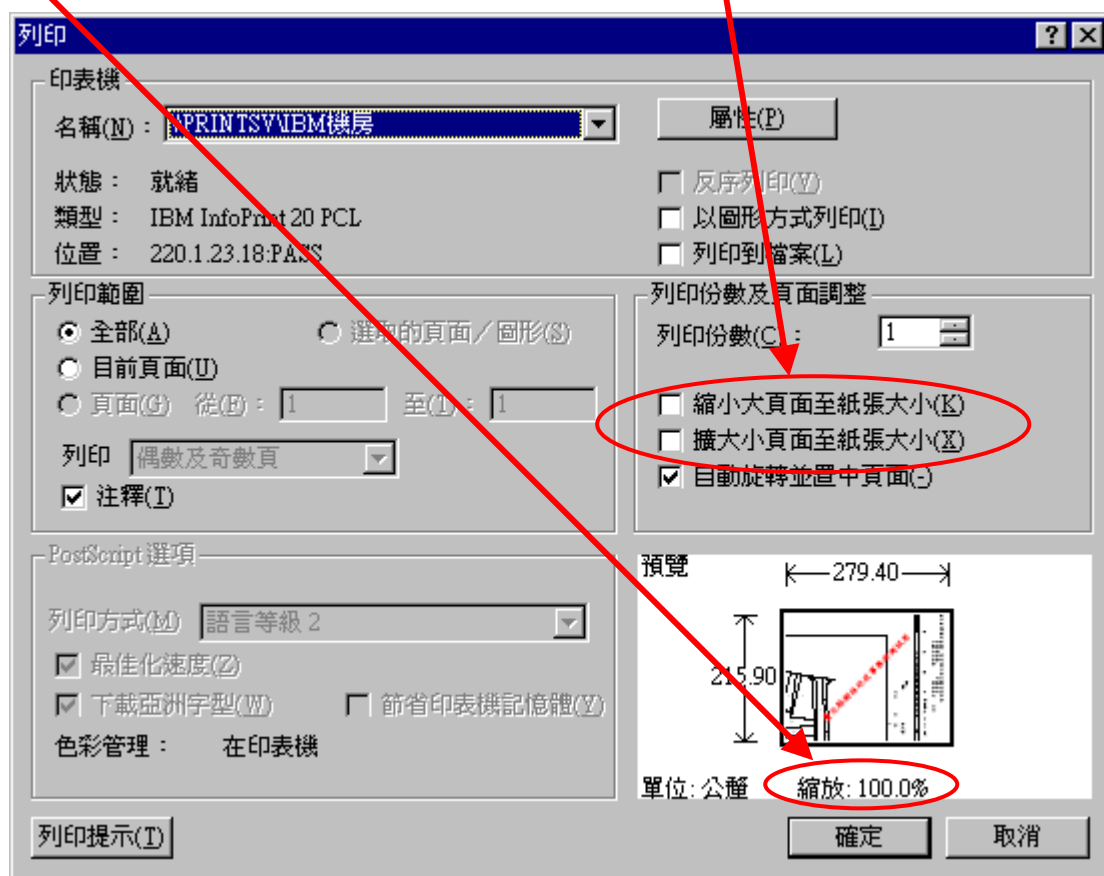 列印
印表機
名稱(N)： \\PRINTSV\IBM機房
屬性(P)
狀態： 就緒
反序列印(V)
類型： IBM InfoPrint 20 PCL
以圖形方式列印(I)
位置： 220.1.23.18:PASS
列印到檔案(L)
列印範圍
全部(A) 選取的頁面／圖形(S)
目前頁面(U)
頁面(G) 從(F)： 1 至(T)： 1
列印 偶數及奇數頁
注釋(T)
列印份數及頁面調整
列印份數(C)： 1
縮小大頁面至紙張大小(K)
擴大小頁面至紙張大小(X)
自動旋轉並置中頁面(-)
PostScript 選項
列印方式(M) 語言等級 2
最佳化速度(Z)
下載亞洲字型(W) 節省印表機記憶體(Y)
色彩管理： 在印表機
預覽
279.40
215.90
單位: 公釐 縮放: 100.0%
列印提示(T)
確定 取消